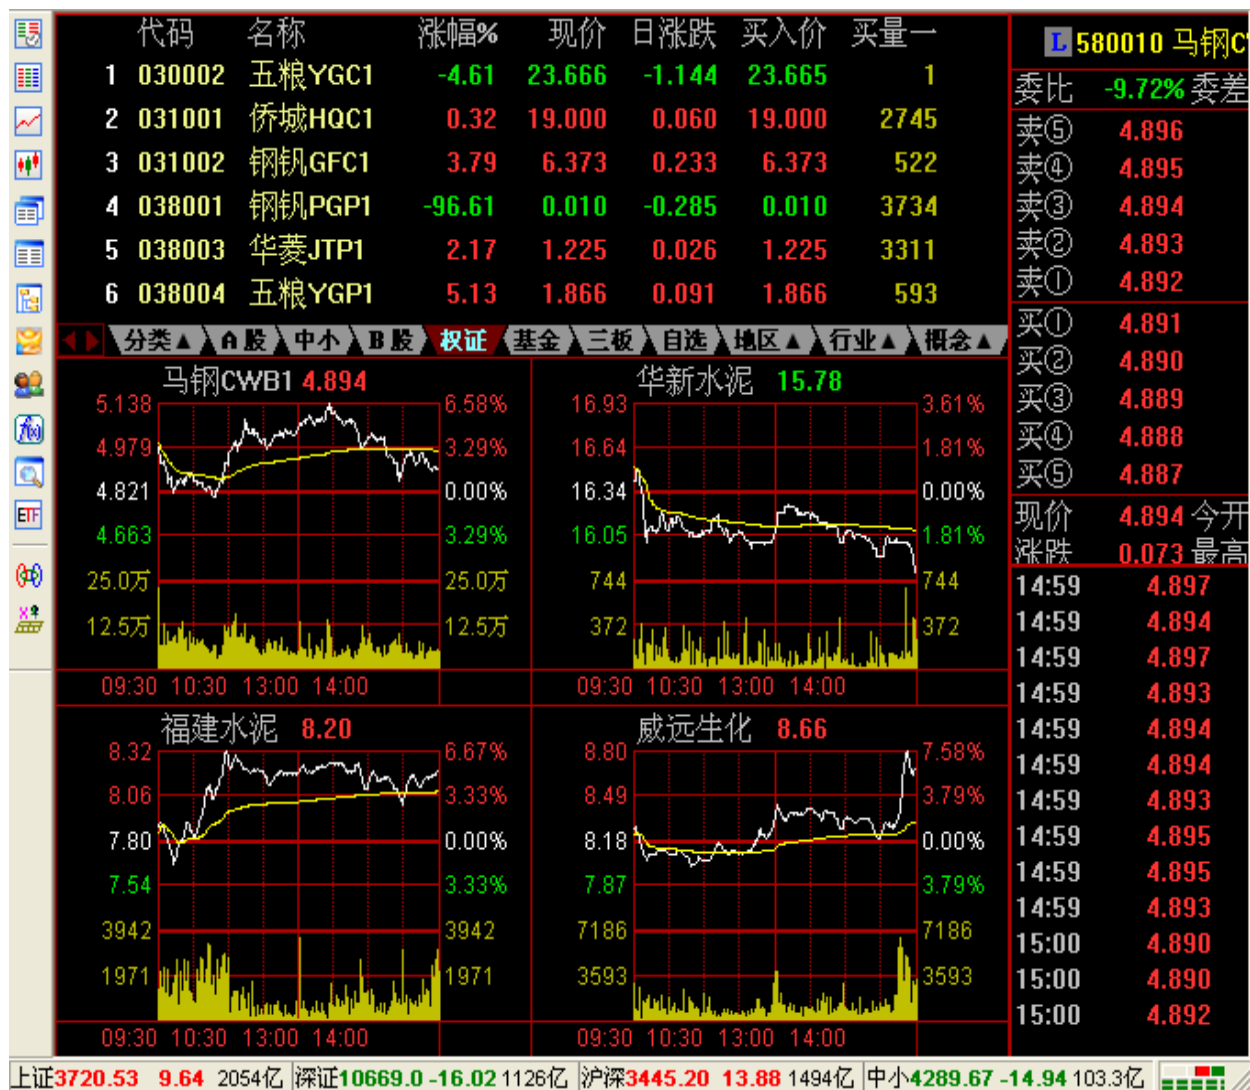 代码 名称 涨幅% 现价 日涨跌 买入价 买量一
1 030002 五粮YGC1 -4.61 23.666 -1.144 23.665 1
2 031001 侨城HQC1 0.32 19.000 0.060 19.000 2745
3 031002 钢钒GFC1 3.79 6.373 0.233 6.373 522
4 038001 钢钒PGP1 -96.61 0.010 -0.285 0.010 3734
5 038003 华菱JTP1 2.17 1.225 0.026 1.225 3311
6 038004 五粮YGP1 5.13 1.866 0.091 1.866 593
分类▲ A股 中小 B股 权证 基金 三板 自选 地区▲ 行业▲ 概念▲
马钢CWB1 4.894
5.138 6.58%
4.979 3.29%
4.821 0.00%
4.663 3.29%
25.0万 25.0万
12.5万 12.5万
09:30 10:30 13:00 14:00
华新水泥 15.78
16.93 3.61%
16.64 1.81%
16.34 0.00%
16.05 1.81%
744 744
372 372
09:30 10:30 13:00 14:00
福建水泥 8.20
8.32 6.67%
8.06 3.33%
7.80 0.00%
7.54 3.33%
3942 3942
1971 1971
09:30 10:30 13:00 14:00
威远生化 8.66
8.80 7.58%
8.49 3.79%
8.18 0.00%
7.87 3.79%
7186 7186
3593 3593
09:30 10:30 13:00 14:00
L 580010 马钢C
委比 -9.72% 委差
卖⑤ 4.896
卖④ 4.895
卖③ 4.894
卖② 4.893
卖① 4.892
买① 4.891
买② 4.890
买③ 4.889
买④ 4.888
买⑤ 4.887
现价 4.894 今开
涨跌 0.073 最高
14:59 4.897
14:59 4.894
14:59 4.897
14:59 4.893
14:59 4.894
14:59 4.894
14:59 4.893
14:59 4.895
14:59 4.895
14:59 4.893
15:00 4.890
15:00 4.890
15:00 4.892
ETF
f(x)
上证3720.53 9.64 2054亿 深证10669.0 -16.02 1126亿 沪深3445.20 13.88 1494亿 中小4289.67 -14.94 103.3亿